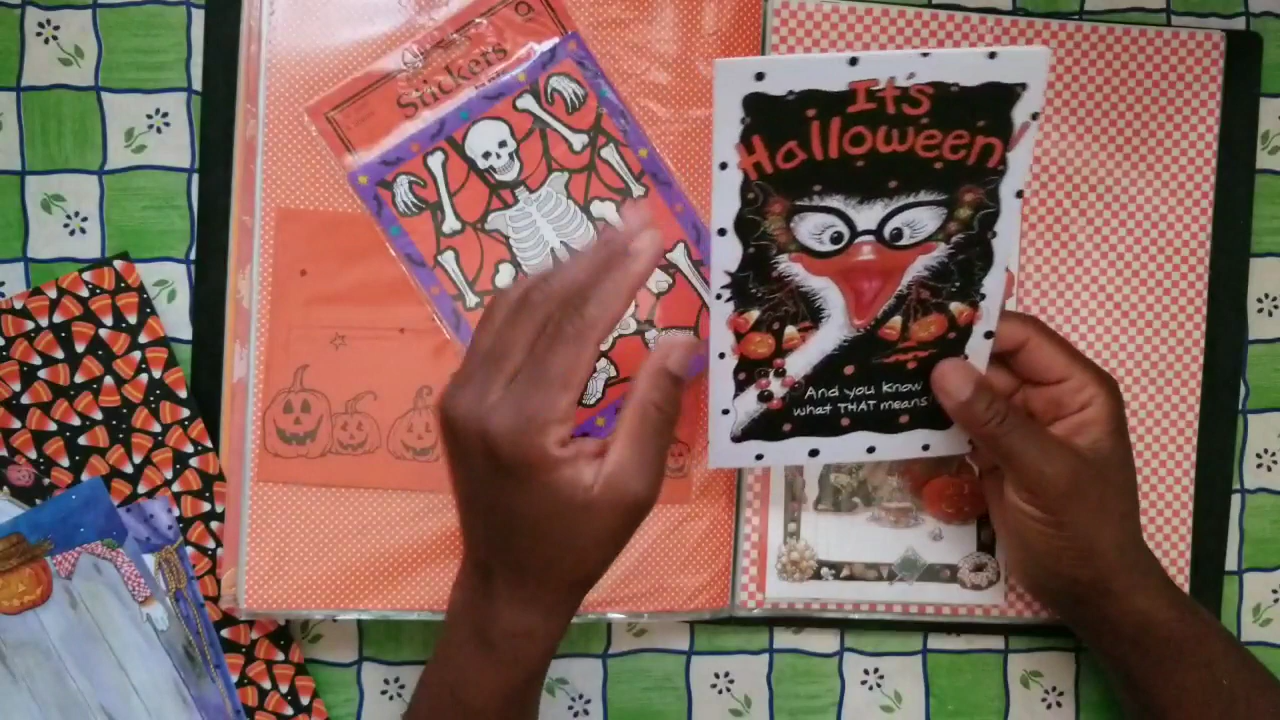 Stickers
It's
Halloween!
And you know
what THAT means!